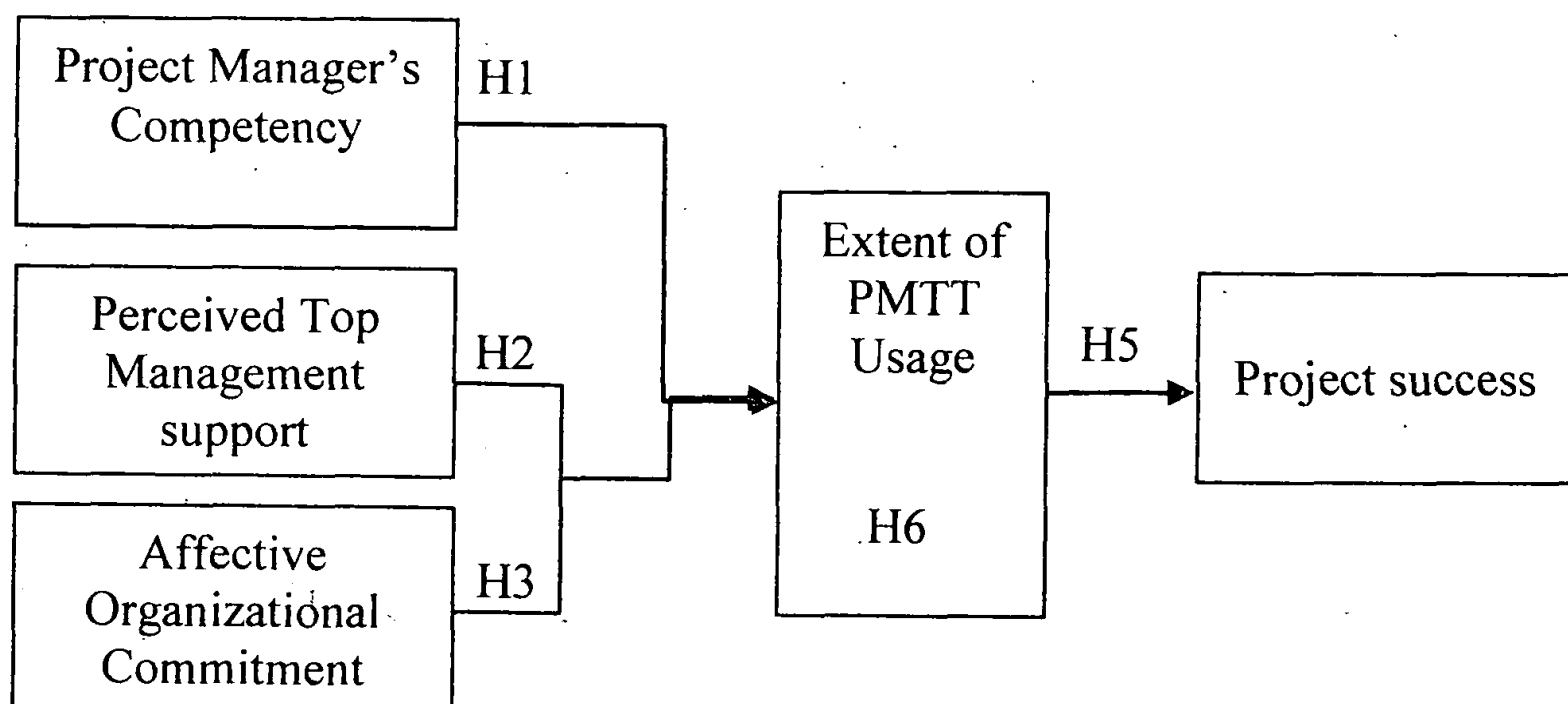 Project Manager's
Competency
H1
Perceived Top
Management
support
H2
Affective
Organizational
Commitment
H3
Extent of
PMTT
Usage
H6
H5
Project success